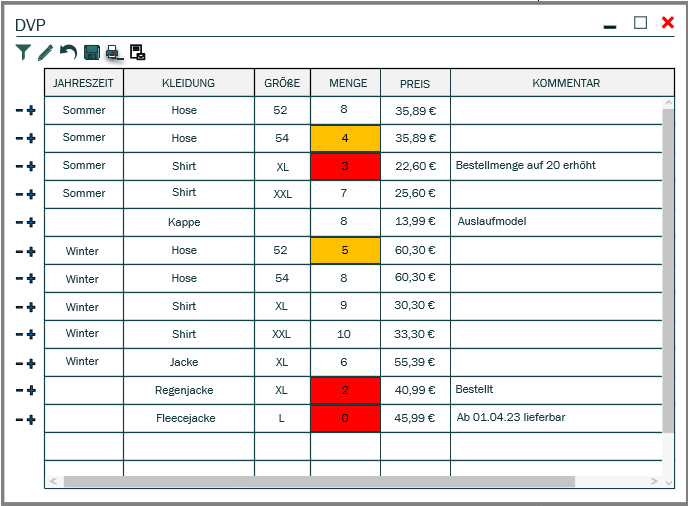 DVP
JAHRESZEIT KLEIDUNG GRÖßE MENGE PREIS KOMMENTAR
Sommer Hose 52 8 35,89 €
Sommer Hose 54 4 35,89 €
Sommer Shirt XL 3 22,60 € Bestellmenge auf 20 erhöht
Sommer Shirt XXL 7 25,60 €
Kappe 8 13,99 € Auslaufmodel
Winter Hose 52 5 60,30 €
Winter Hose 54 8 60,30 €
Winter Shirt XL 9 30,30 €
Winter Shirt XXL 10 33,30 €
Winter Jacke XL 6 55,39 €
Regenjacke XL 2 40,99 € Bestellt
Fleecejacke L 0 45,99 € Ab 01.04.23 lieferbar